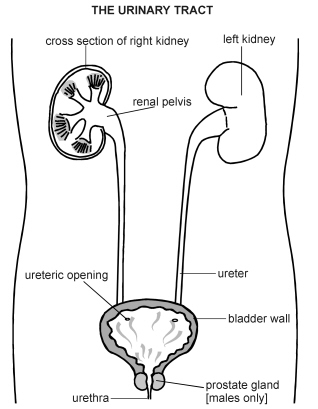 THE URINARY TRACT
cross section of right kidney
left kidney
renal pelvis
ureteric opening
ureter
bladder wall
prostate gland
[males only]
urethra